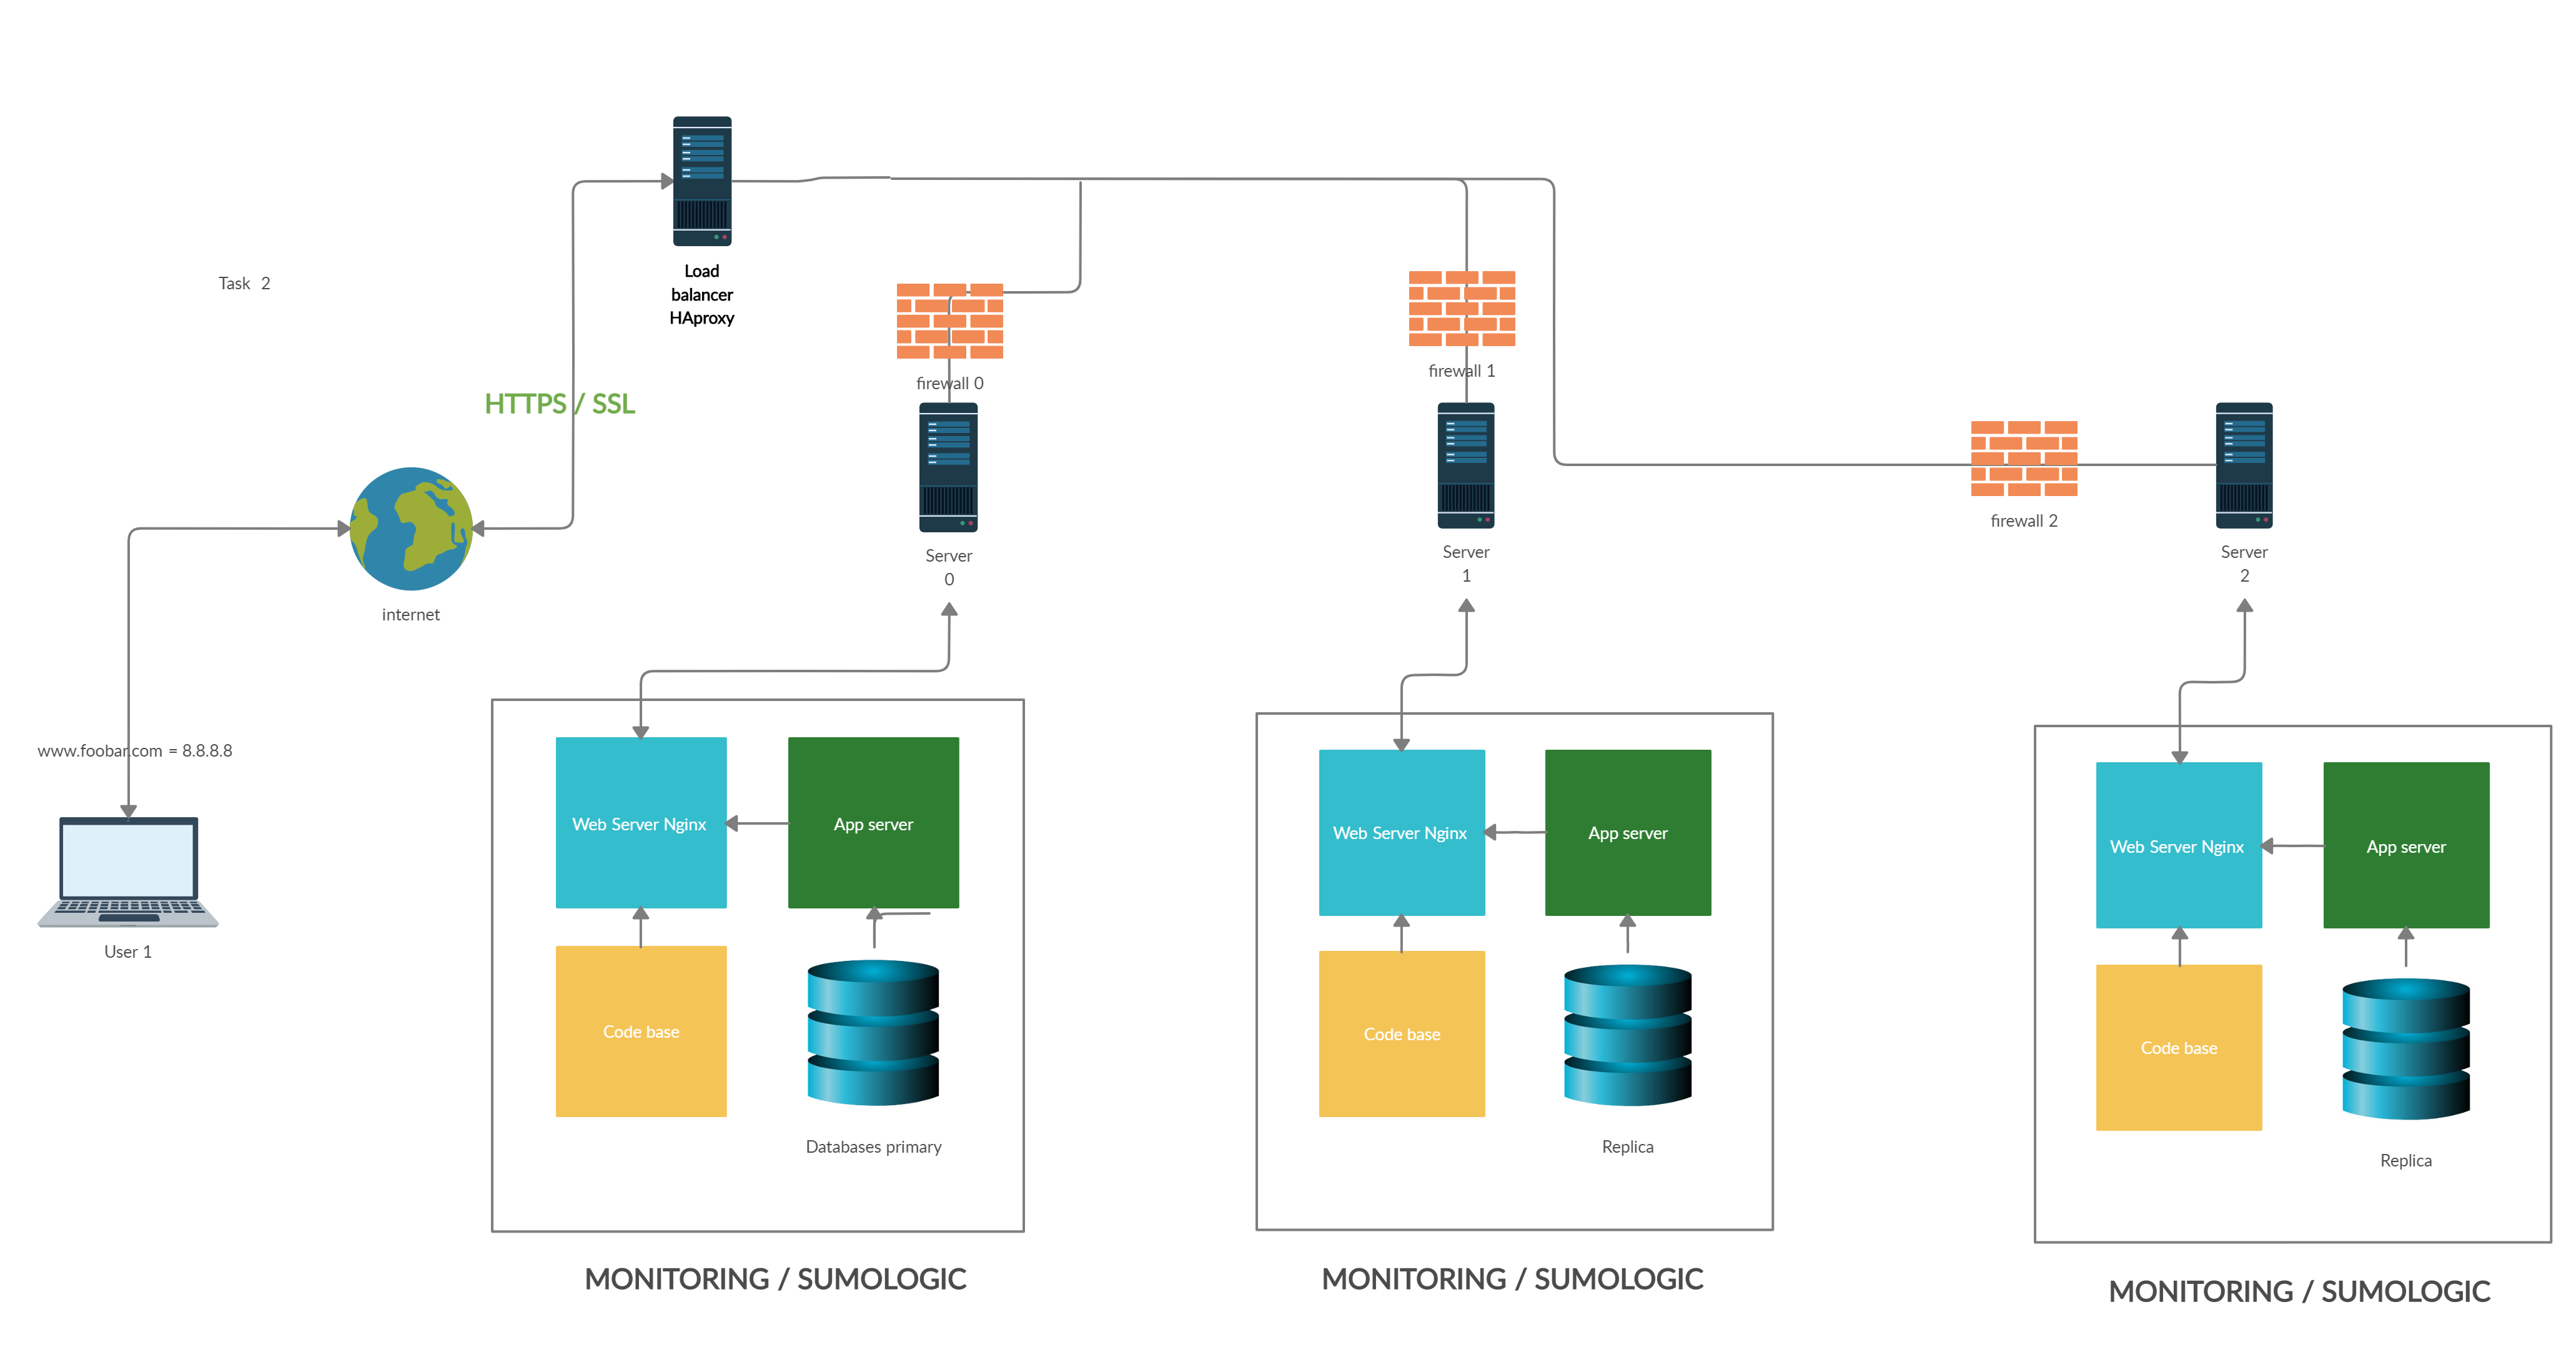 Load
balancer
HAproxy
Task 2
firewall 0
firewall 1
HTTPS / SSL
firewall 2
Server
0
Server
1
Server
2
internet
www.foobar.com = 8.8.8.8
User 1
Web Server Nginx
App server
Code base
Databases primary
MONITORING / SUMOLOGIC
Web Server Nginx
App server
Code base
Replica
MONITORING / SUMOLOGIC
Web Server Nginx
App server
Code base
Replica
MONITORING / SUMOLOGIC